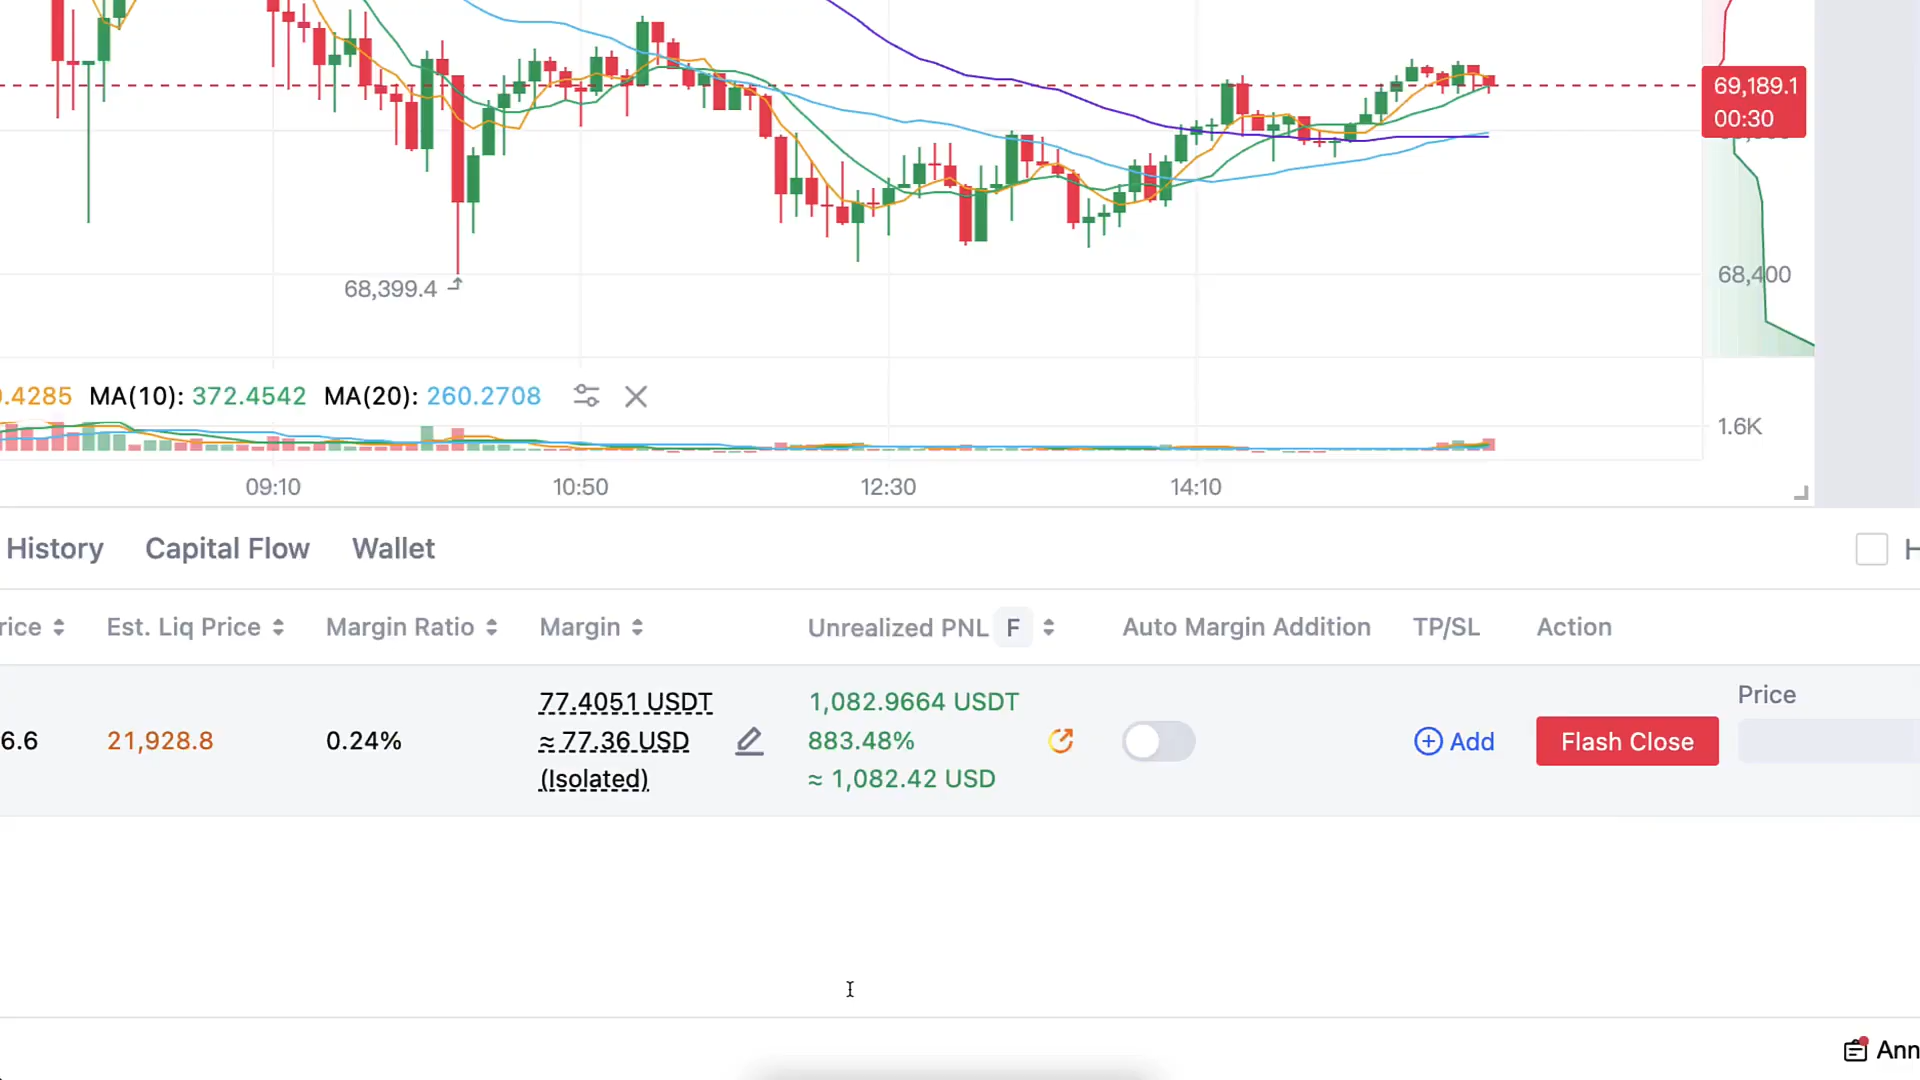 69,189.1
00:30
68,399.4
68,400
.4285 MA(10): 372.4542 MA(20): 260.2708
1.6K
09:10 10:50 12:30 14:10
History Capital Flow Wallet
rice Est. Liq Price Margin Ratio Margin Unrealized PNL F Auto Margin Addition TP/SL Action
6.6 21,928.8 0.24%
77.4051 USDT
≈ 77.36 USD
(Isolated)
1,082.9664 USDT
883.48%
≈ 1,082.42 USD
Add
Flash Close
Price
Ann